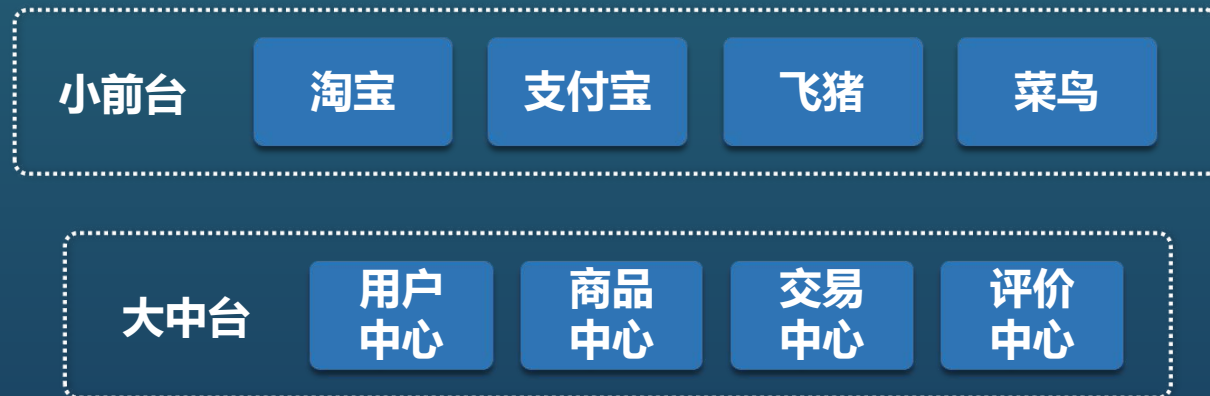 小前台 淘宝 支付宝 飞猪 菜鸟
大中台
用户
中心
商品
中心
交易
中心
评价
中心